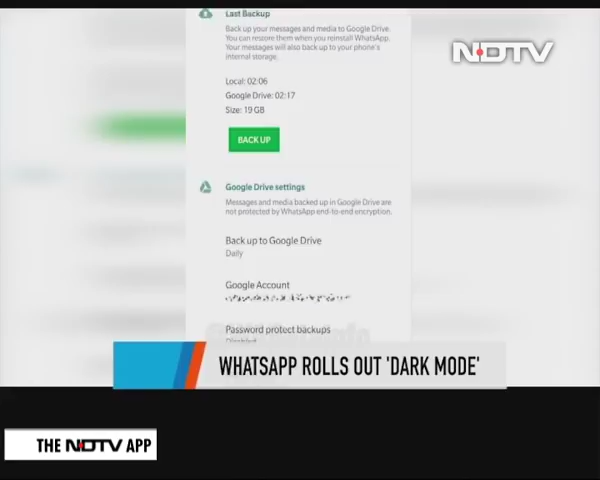 Last Backup
Back up your messages and media to Google Drive.
You can restore them when you reinstall WhatsApp.
Your messages will also back up to your phone's
internal storage.
NDTV
Local: 02:06
Google Drive: 02:17
Size: 19 GB
BACK UP
Google Drive settings
Messages and media backed up in Google Drive are
not protected by WhatsApp end-to-end encryption.
Back up to Google Drive
Daily
Google Account
Password protect backups
WHATSAPP ROLLS OUT 'DARK MODE'
THE NDTV APP